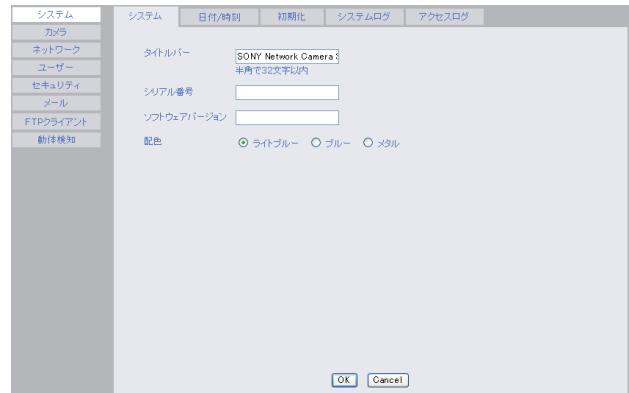 システム
カメラ
ネットワーク
ユーザー
セキュリティ
メール
FTPクライアント
動体検知
システム 日付/時刻 初期化 システムログ アクセスログ
タイトルバー SONY Network Camera S
半角で32文字以内
シリアル番号
ソフトウェアバージョン
配色 ライトブルー ブルー メタル
OK Cancel